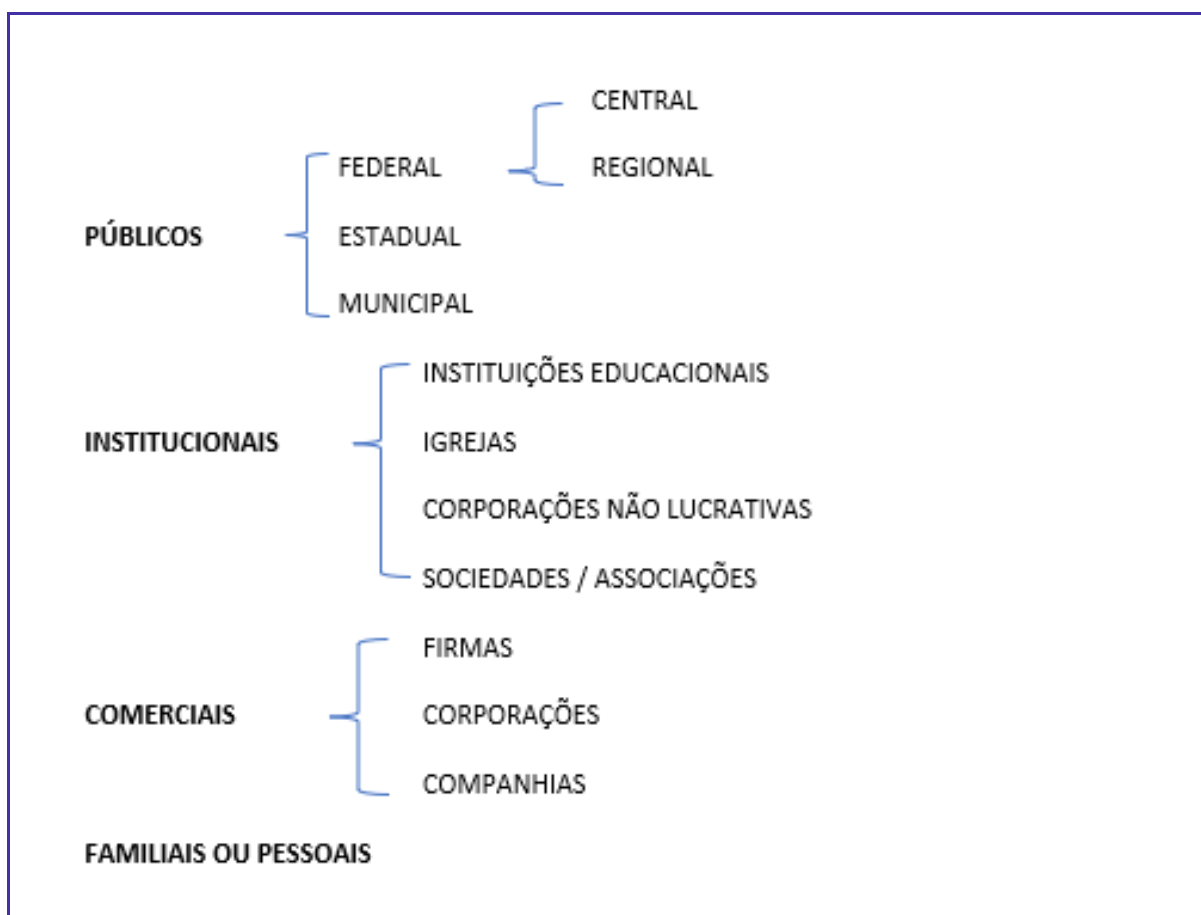 CENTRAL
FEDERAL REGIONAL
PÚBLICOS ESTADUAL
MUNICIPAL
INSTITUIÇÕES EDUCACIONAIS
INSTITUCIONAIS IGREJAS
CORPORAÇÕES NÃO LUCRATIVAS
SOCIEDADES / ASSOCIAÇÕES
FIRMAS
COMERCIAIS CORPORAÇÕES
COMPANHIAS
FAMILIAIS OU PESSOAIS